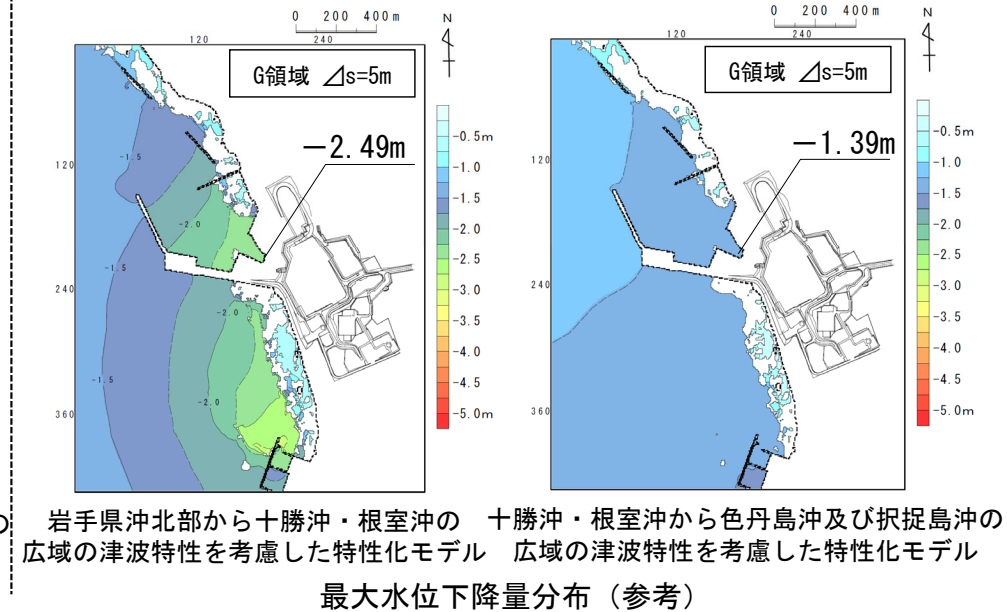 0 200 400m
N
120 240
G領域 ⊿s=5m
-0.5m
-1.0
-1.5
-2.0
-2.5
-3.0
-3.5
-4.0
-4.5
-5.0m
-1.5
-2.0
-1.5
-2.0
-1.5
-2.0
120
240
360
－2.49m
岩手県沖北部から十勝沖・根室沖の
広域の津波特性を考慮した特性化モデル
0 200 400m
N
120 240
G領域 ⊿s=5m
-0.5m
-1.0
-1.5
-2.0
-2.5
-3.0
-3.5
-4.0
-4.5
-5.0m
120
240
360
－1.39m
十勝沖・根室沖から色丹島沖及び択捉島沖の
広域の津波特性を考慮した特性化モデル
最大水位下降量分布（参考）